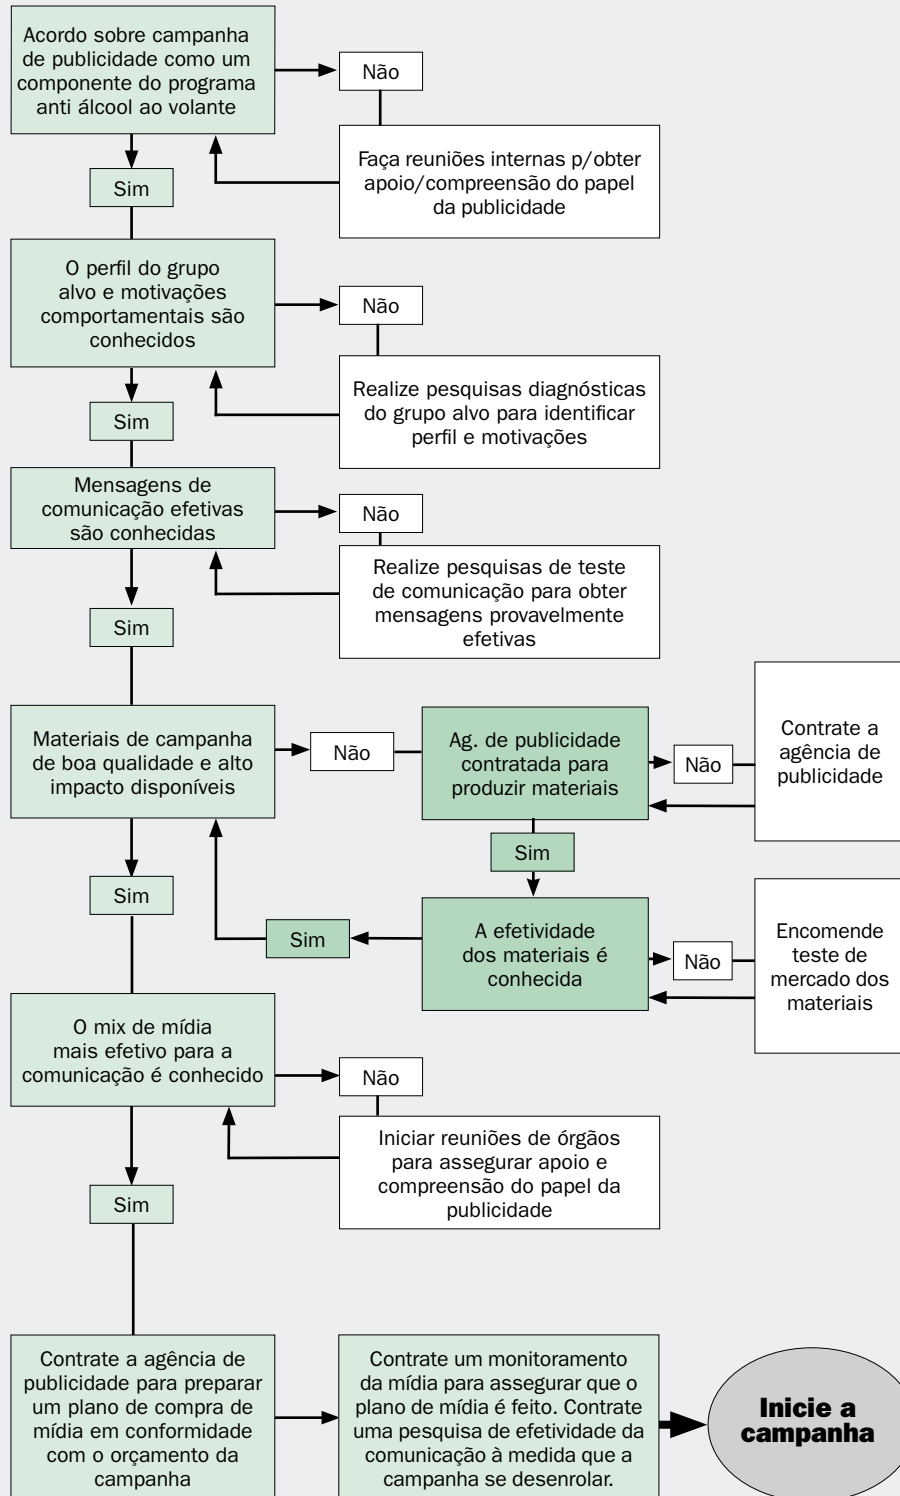 Acordo sobre campanha
de publicidade como um
componente do programa
anti álcool ao volante
Não
Faça reuniões internas p/obter
apoio/compreensão do papel
da publicidade
Sim
O perfil do grupo
alvo e motivações
comportamentais são
conhecidos
Não
Realize pesquisas diagnósticas
do grupo alvo para identificar
perfil e motivações
Sim
Mensagens de
comunicação efetivas
são conhecidas
Não
Realize pesquisas de teste
de comunicação para obter
mensagens provavelmente
efetivas
Sim
Materiais de campanha
de boa qualidade e alto
impacto disponíveis
Não
Ag. de publicidade
contratada para
produzir materiais
Não
Contrate a
agência de
publicidade
Sim
A efetividade
dos materiais é
conhecida
Não
Encomende
teste de
mercado dos
materiais
Sim
Sim
O mix de mídia
mais efetivo para a
comunicação é conhecido
Não
Iniciar reuniões de órgãos
para assegurar apoio e
compreensão do papel da
publicidade
Sim
Contrate a agência de
publicidade para preparar
um plano de compra de
mídia em conformidade
com o orçamento da
campanha
Contrate um monitoramento
da mídia para assegurar que o
plano de mídia é feito. Contrate
uma pesquisa de efetividade da
comunicação à medida que a
campanha se desenrolar.
Inicie a
campanha